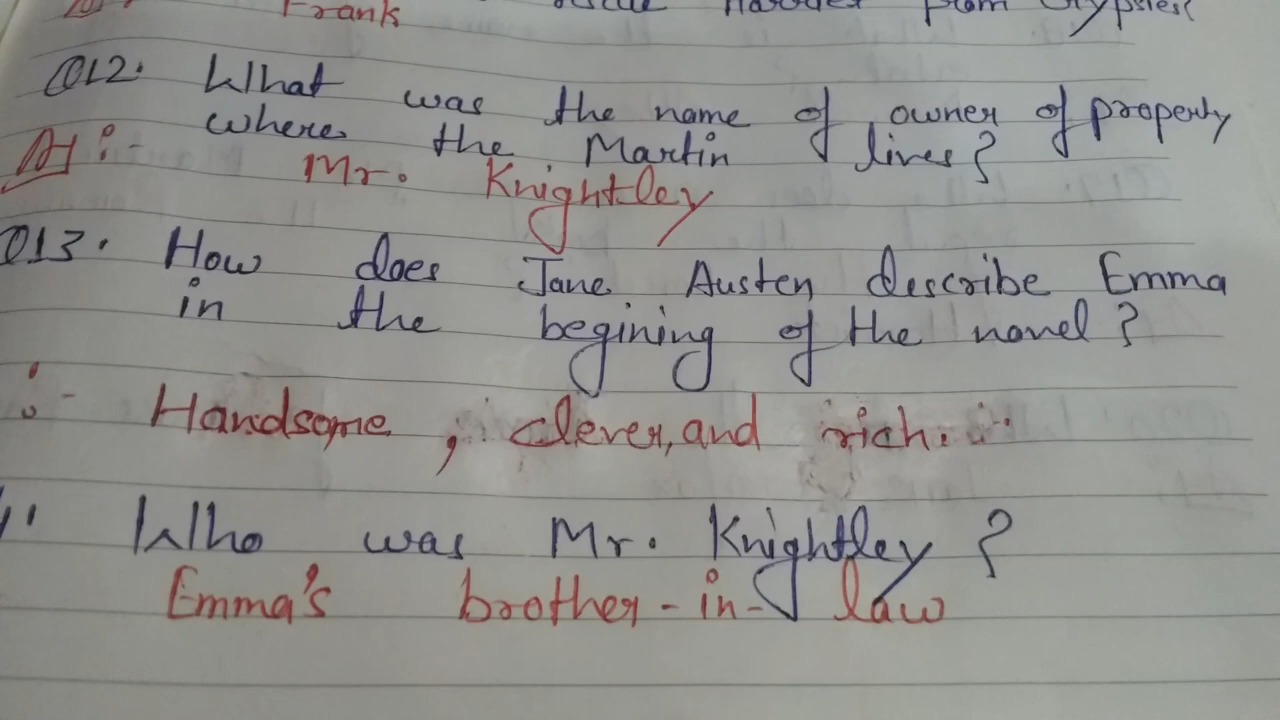 Frank from Gypsies?
Q12. What was the name of owner of property
where the Martin lives?
A :- Mr. Knightley
Q13. How does Jane Austen describe Emma
in the begining of the novel?
:- Handsome, clever, and rich.
Who was Mr. Knightley?
Emma's brother-in-law